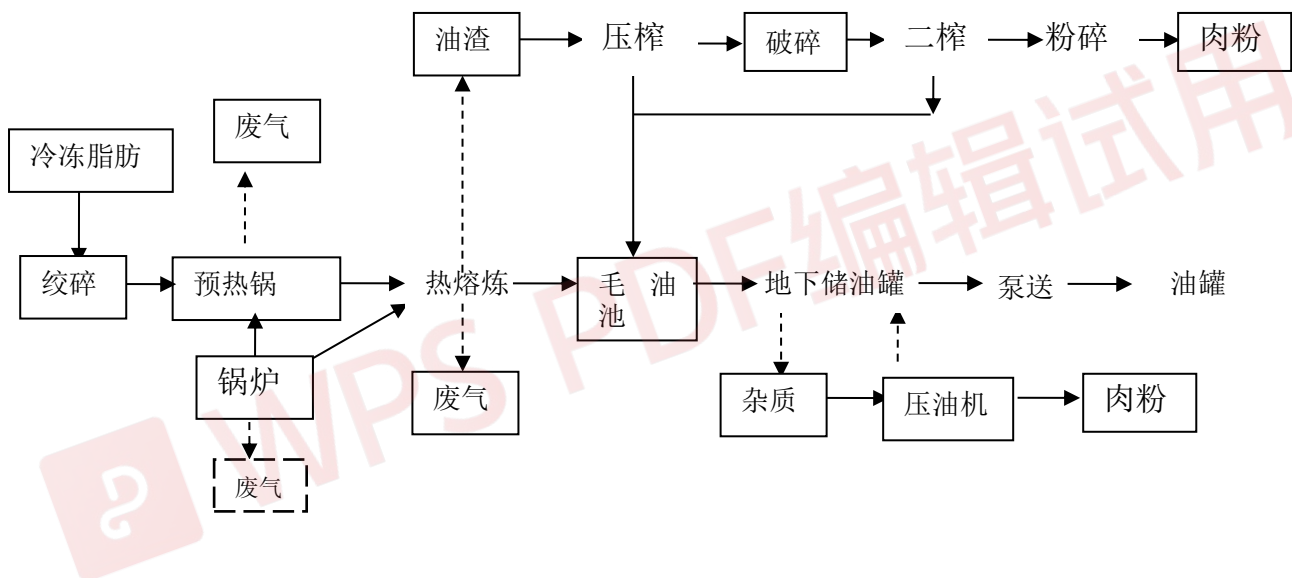 油渣
压榨
破碎
二榨
粉碎
肉粉
废气
冷冻脂肪
绞碎
预热锅
热熔炼
毛 油
池
地下储油罐
泵送
油罐
锅炉
废气
杂质
压油机
肉粉
废气
WPS PDF编辑试用